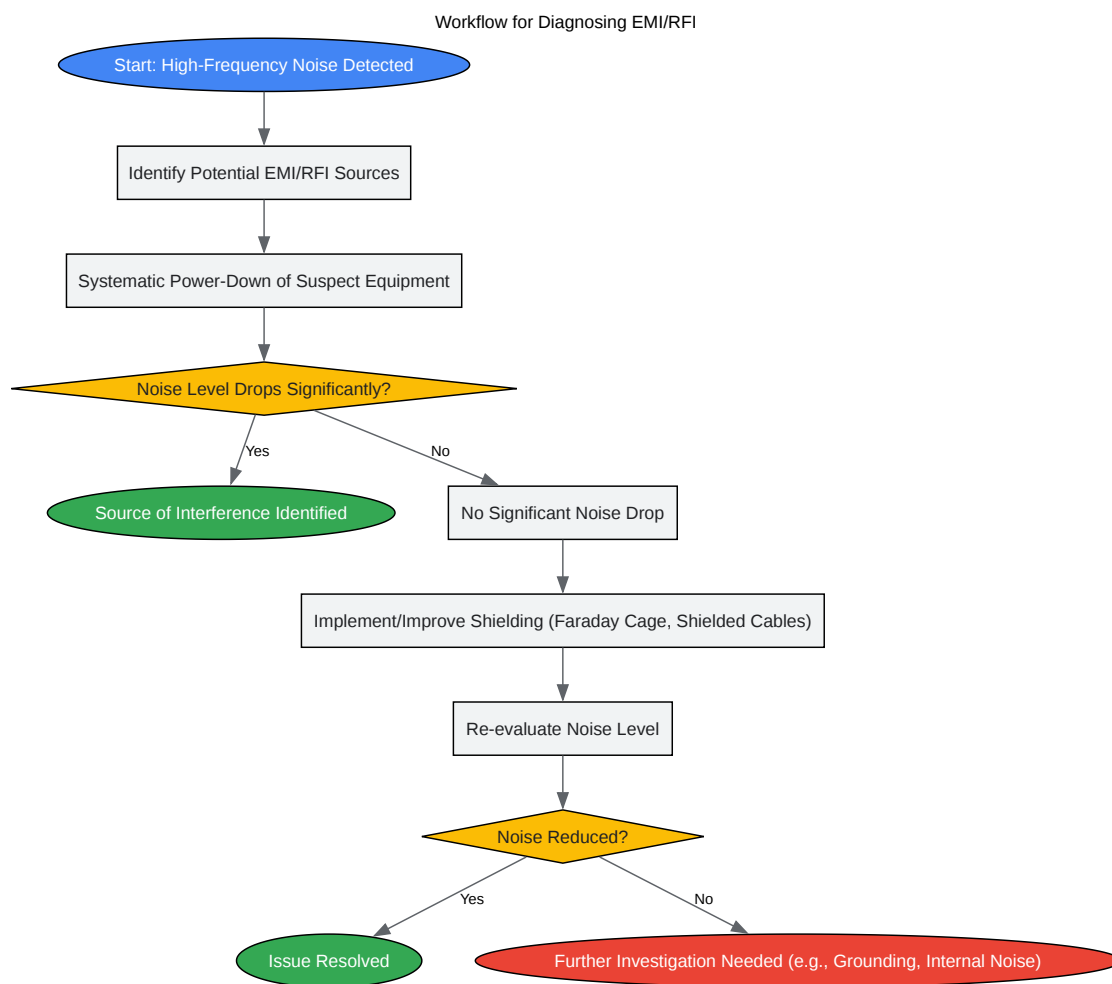 Workflow for Diagnosing EMI/RFI
Start: High-Frequency Noise Detected
Identify Potential EMI/RFI Sources
Systematic Power-Down of Suspect Equipment
Noise Level Drops Significantly?
Yes
No
Source of Interference Identified
No Significant Noise Drop
Implement/Improve Shielding (Faraday Cage, Shielded Cables)
Re-evaluate Noise Level
Noise Reduced?
Yes
No
Issue Resolved
Further Investigation Needed (e.g., Grounding, Internal Noise)